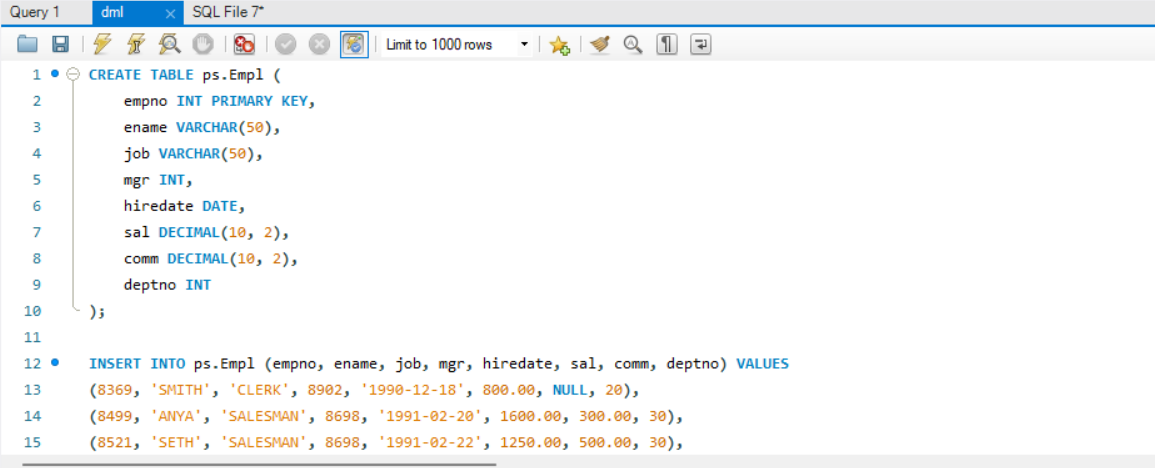 Query 1 dml × SQL File 7*
Limit to 1000 rows
1 CREATE TABLE ps.Empl (
2 empno INT PRIMARY KEY,
3 ename VARCHAR(50),
4 job VARCHAR(50),
5 mgr INT,
6 hiredate DATE,
7 sal DECIMAL(10, 2),
8 comm DECIMAL(10, 2),
9 deptno INT
10 );
11
12 INSERT INTO ps.Empl (empno, ename, job, mgr, hiredate, sal, comm, deptno) VALUES
13 (8369, 'SMITH', 'CLERK', 8902, '1990-12-18', 800.00, NULL, 20),
14 (8499, 'ANYA', 'SALESMAN', 8698, '1991-02-20', 1600.00, 300.00, 30),
15 (8521, 'SETH', 'SALESMAN', 8698, '1991-02-22', 1250.00, 500.00, 30),